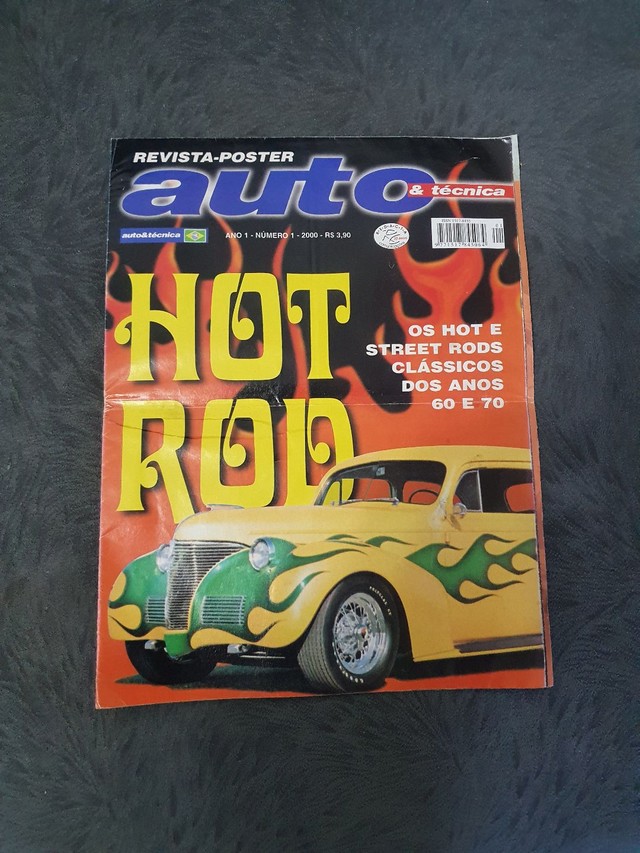 REVISTA-POSTER
auto
& técnica
auto&técnica
ANO 1 - NÚMERO 1 - 2000 - R$ 3,90
HOT
ROD
OS HOT E
STREET RODS
CLÁSSICOS
DOS ANOS
60 E 70